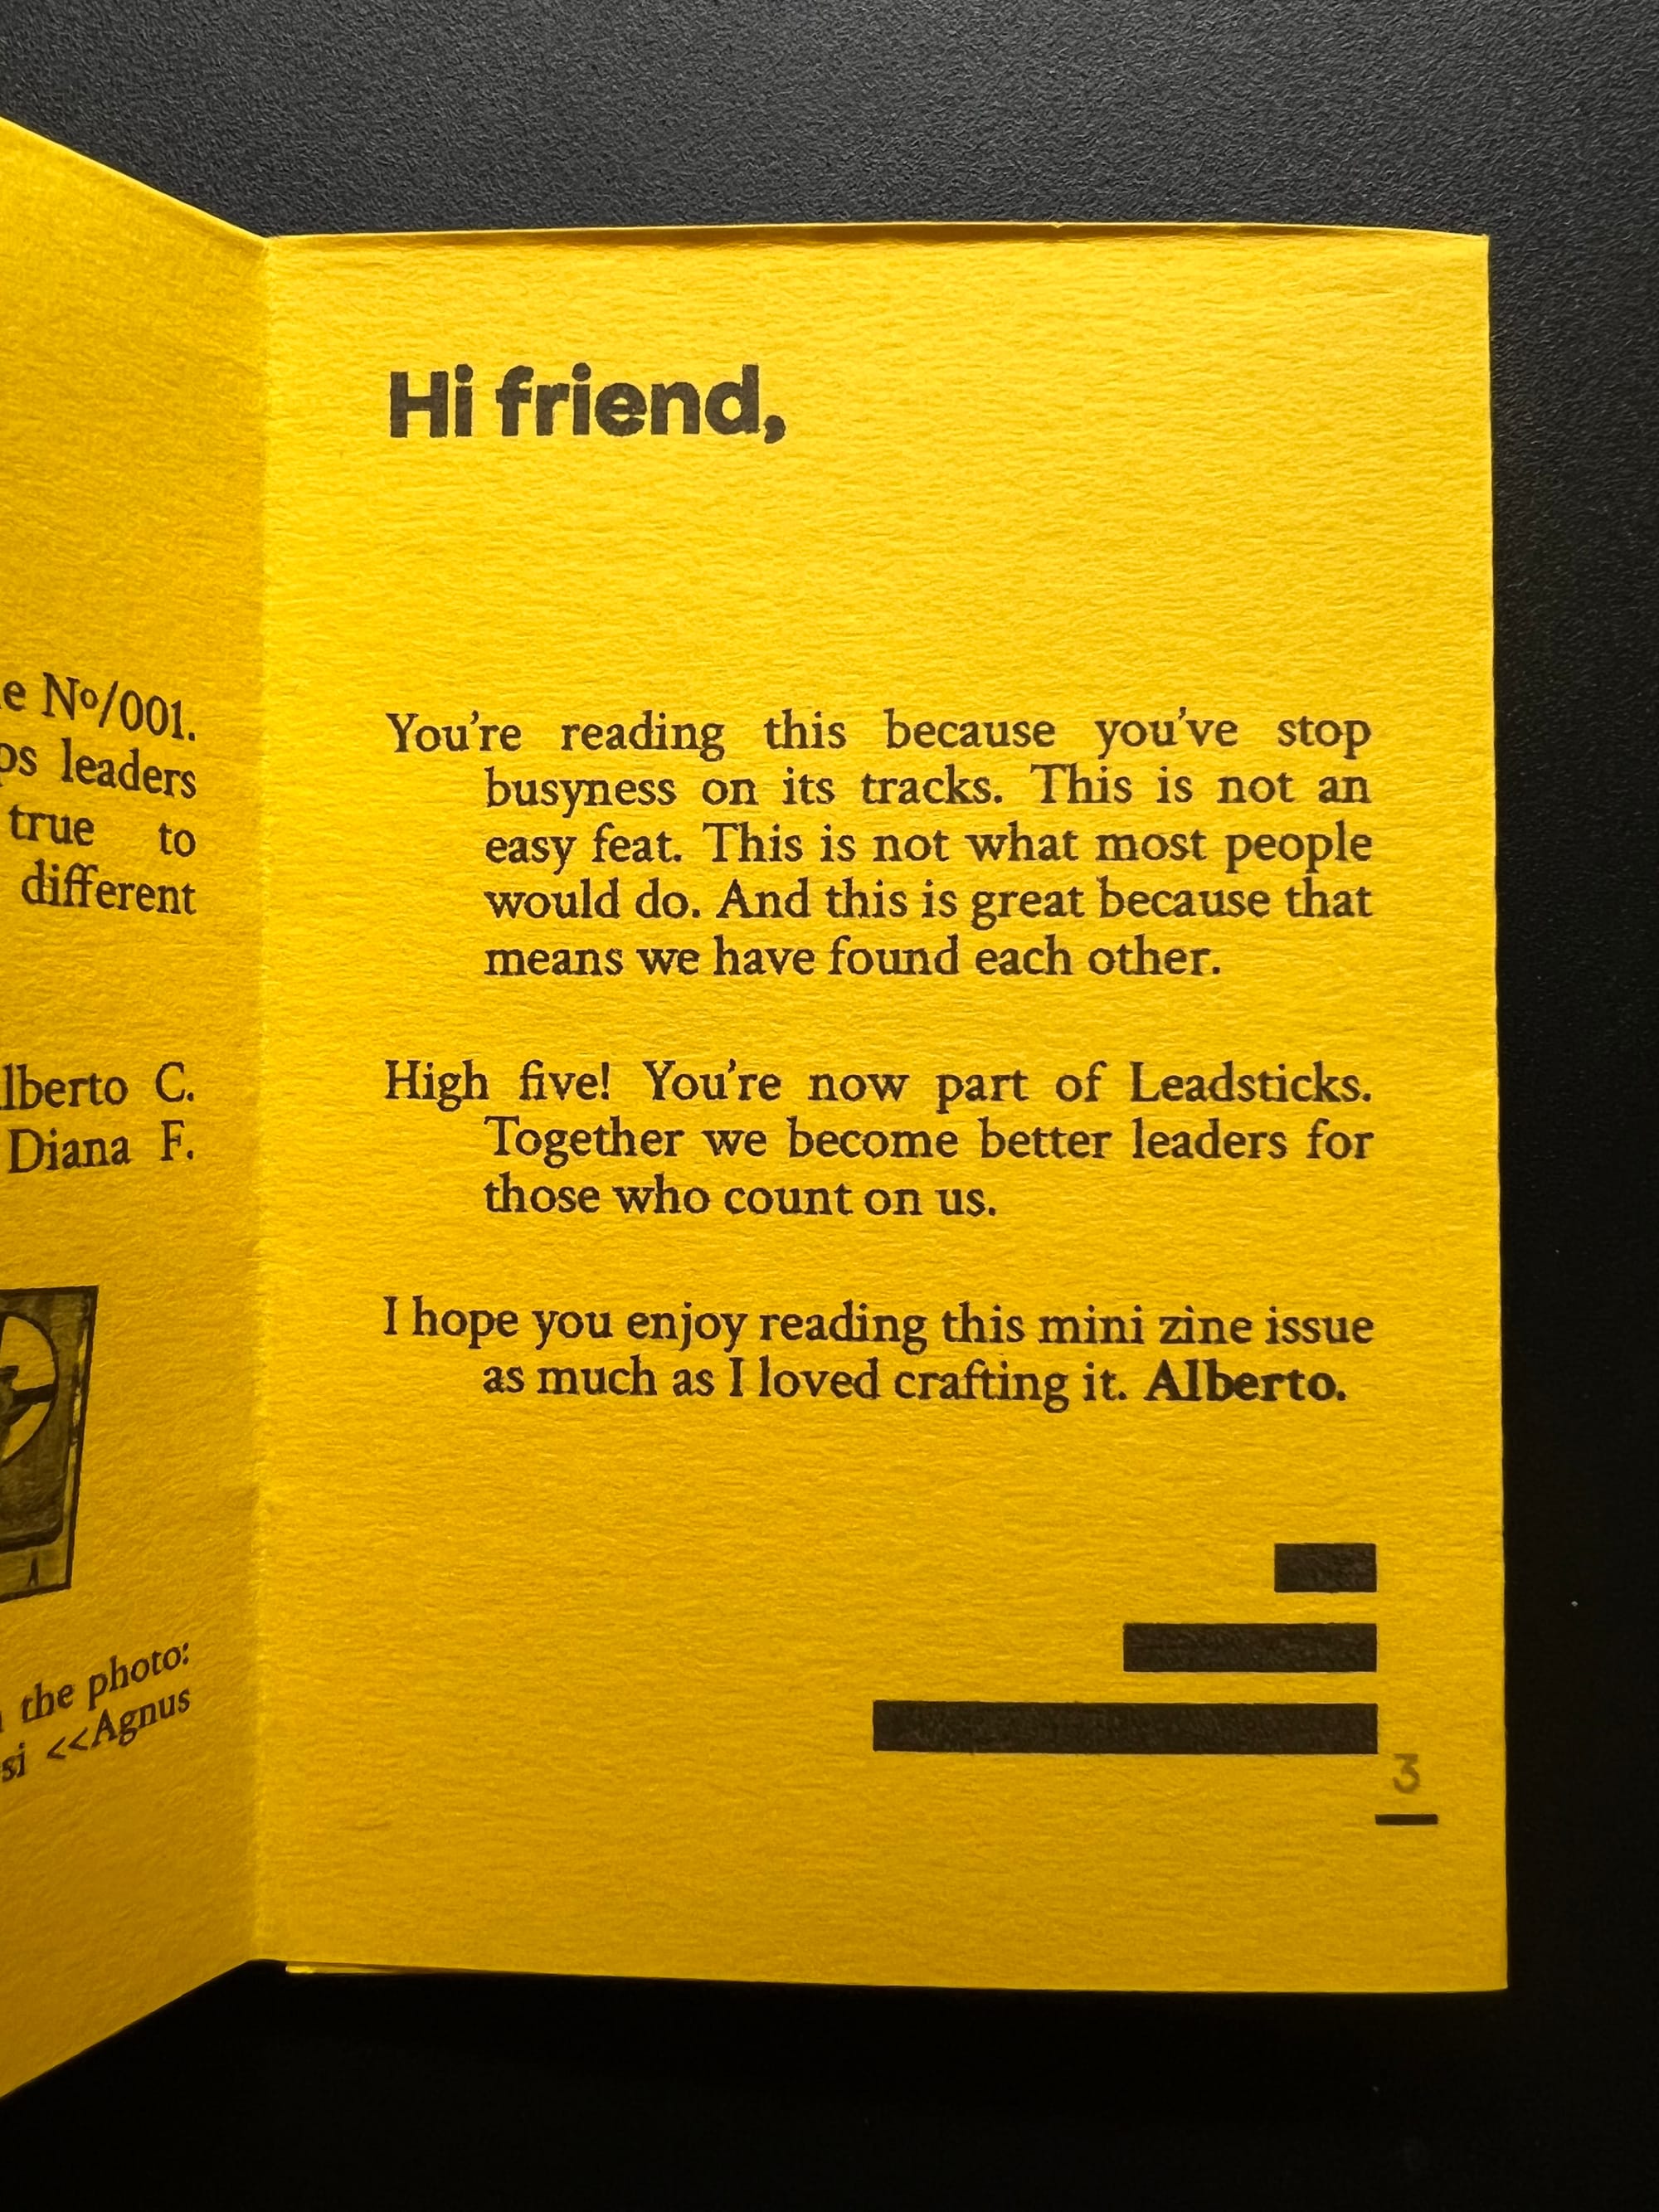 e Nº/001.
leaders
true to
different
Alberto C.
Diana F.
the photo:
si <<Agnus
Hi friend,
You're reading this because you've stop
busyness on its tracks. This is not an
easy feat. This is not what most people
would do. And this is great because that
means we have found each other.
High five! You're now part of Leadsticks.
Together we become better leaders for
those who count on us.
I hope you enjoy reading this mini zine issue
as much as I loved crafting it. Alberto.
3